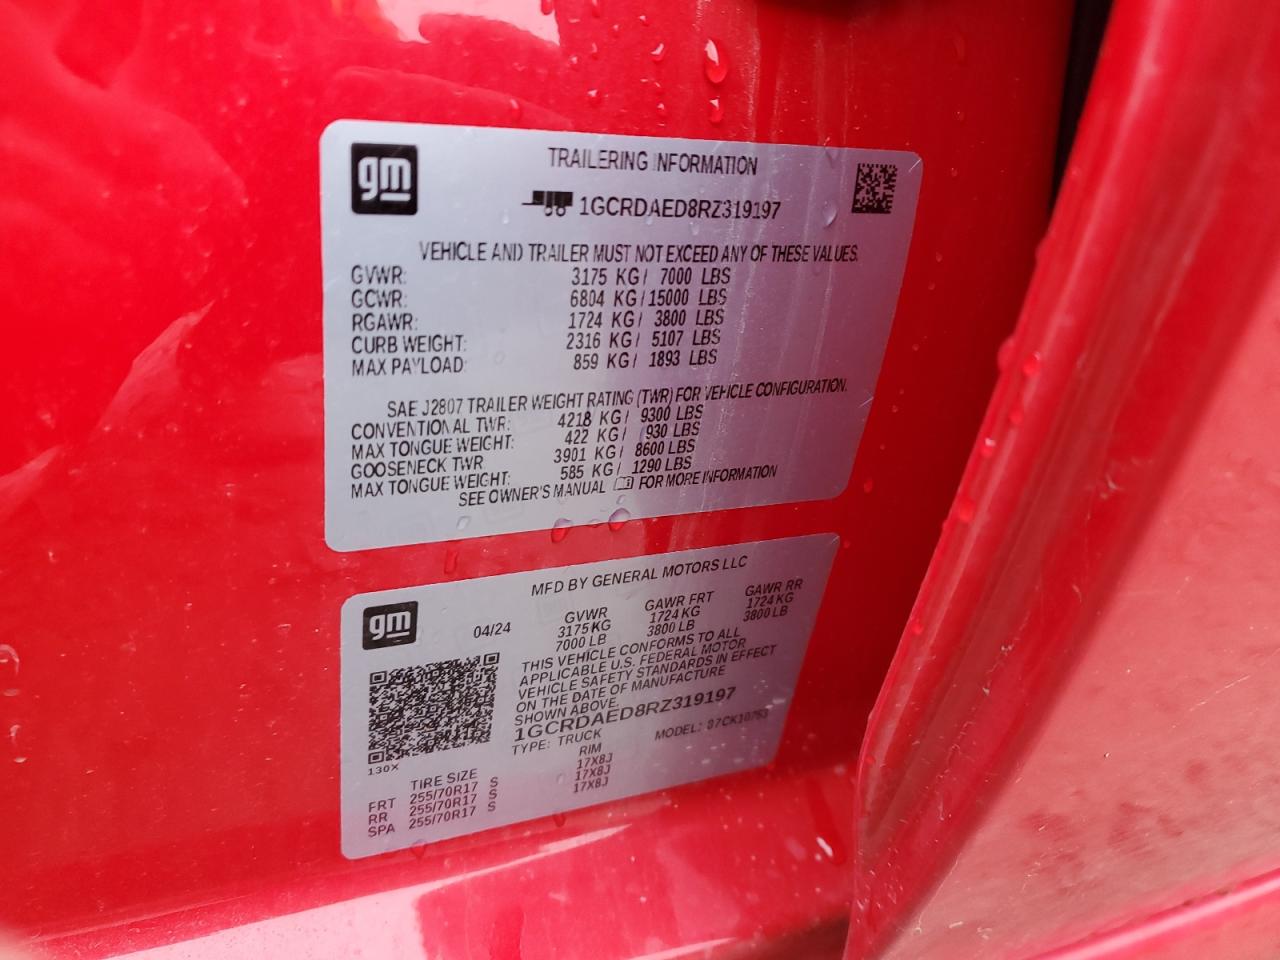 gm
TRAILERING INFORMATION
1GCRDAED8RZ319197
VEHICLE AND TRAILER MUST NOT EXCEED ANY OF THESE VALUES.
GVWR: 3175 KG/ 7000 LBS
GCWR: 6804 KG/ 15000 LBS
RGAWR: 1724 KG/ 3800 LBS
CURB WEIGHT: 2316 KG/ 5107 LBS
MAX PAYLOAD: 859 KG/ 1893 LBS
SAE J2807 TRAILER WEIGHT RATING (TWR) FOR VEHICLE CONFIGURATION.
CONVENTIONAL TWR: 4218 KG/ 9300 LBS
MAX TONGUE WEIGHT: 422 KG/ 930 LBS
GOOSENECK TWR 3901 KG/ 8600 LBS
MAX TONGUE WEIGHT: 585 KG/ 1290 LBS
SEE OWNER'S MANUAL FOR MORE INFORMATION
gm
MFD BY GENERAL MOTORS LLC
04/24
GVWR GAWR FRT GAWR RR
3175KG 1724KG 1724KG
7000 LB 3800 LB 3800 LB
THIS VEHICLE CONFORMS TO ALL
APPLICABLE U.S. FEDERAL MOTOR
VEHICLE SAFETY STANDARDS IN EFFECT
ON THE DATE OF MANUFACTURE
SHOWN ABOVE.
1GCRDAED8RZ319197
TYPE: TRUCK MODEL:
130X
TIRE SIZE RIM
FRT 255/70R17 S 17X8J
RR 255/70R17 S 17X8J
SPA 255/70R17 S 17X8J